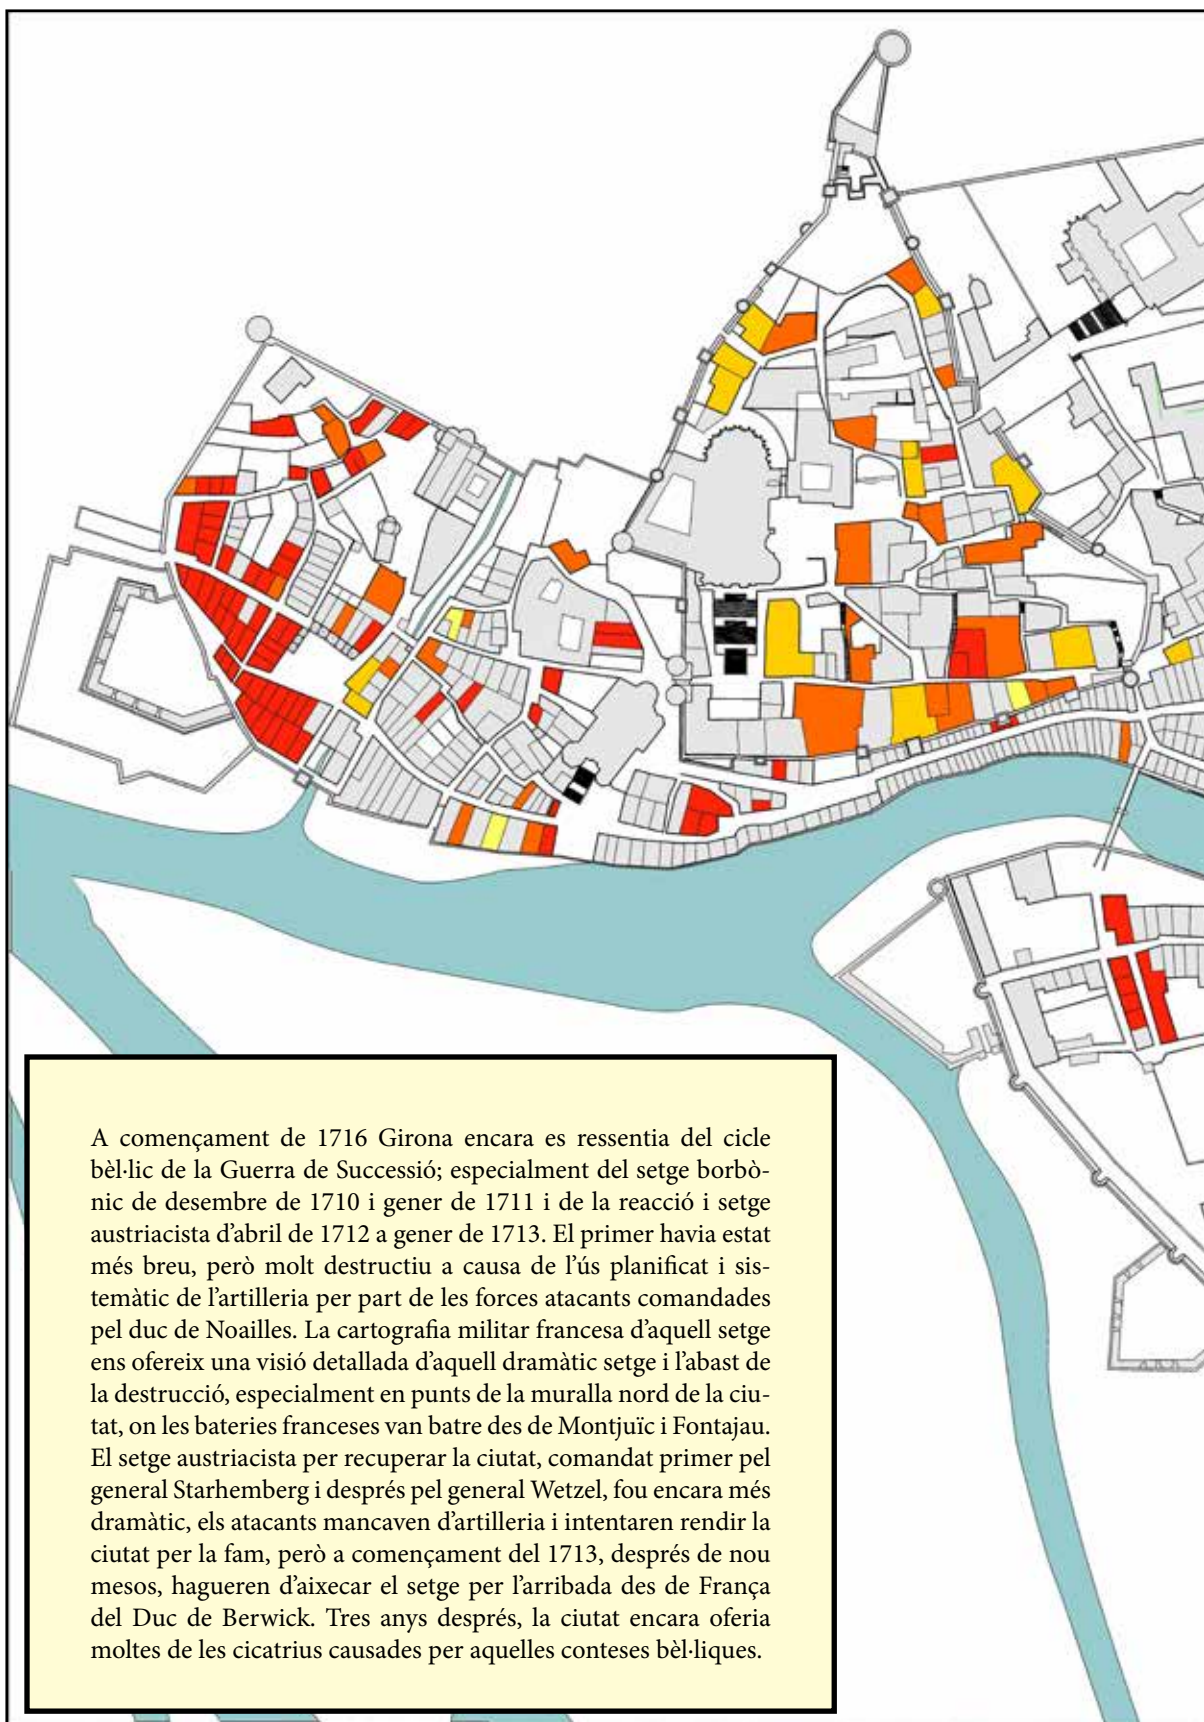 A començament de 1716 Girona encara es ressentia del cicle
bèl·lic de la Guerra de Successió; especialment del setge borbò-
nic de desembre de 1710 i gener de 1711 i de la reacció i setge
austriacista d’abril de 1712 a gener de 1713. El primer havia estat
més breu, però molt destructiu a causa de l’ús planificat i sis-
temàtic de l’artilleria per part de les forces atacants comandades
pel duc de Noailles. La cartografia militar francesa d’aquell setge
ens ofereix una visió detallada d’aquell dramàtic setge i l’abast de
la destrucció, especialment en punts de la muralla nord de la ciu-
tat, on les bateries franceses van batre des de Montjuïc i Fontajau.
El setge austriacista per recuperar la ciutat, comandat primer pel
general Starhemberg i després pel general Wetzel, fou encara més
dramàtic, els atacants mancaven d’artilleria i intentaren rendir la
ciutat per la fam, però a començament del 1713, després de nou
mesos, hagueren d’aixecar el setge per l’arribada des de França
del Duc de Berwick. Tres anys després, la ciutat encara oferia
moltes de les cicatrius causades per aquelles conteses bèl·liques.